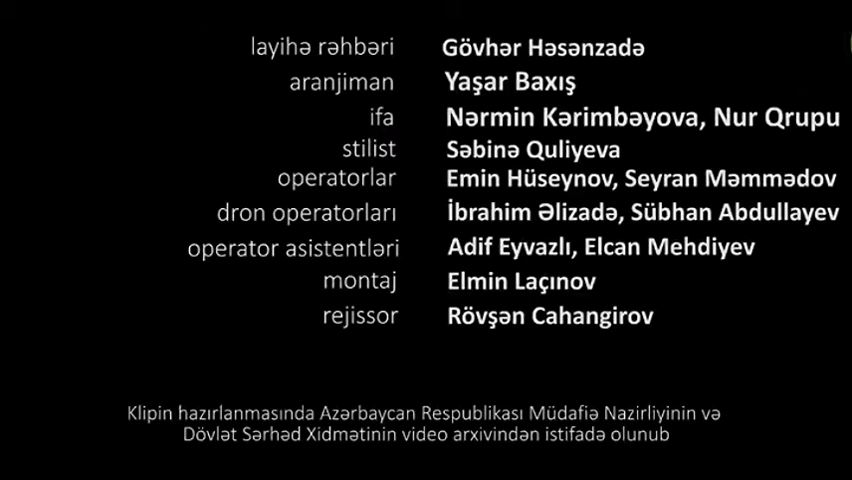 layihə rəhbəri Gövhər Həsənzadə
aranjiman Yaşar Baxış
ifa Nərmin Kərimbəyova, Nur Qrupu
stilist Səbinə Quliyeva
operatorlar Emin Hüseynov, Seyran Məmmədov
dron operatorları İbrahim Əlizadə, Sübhan Abdullayev
operator asistentləri Adif Eyvazlı, Elcan Mehdiyev
montaj Elmin Laçınov
rejissor Rövşən Cahangirov
Klipin hazırlanmasında Azərbaycan Respublikası Müdafiə Nazirliyinin və
Dövlət Sərhəd Xidmətinin video arxivindən istifadə olunub